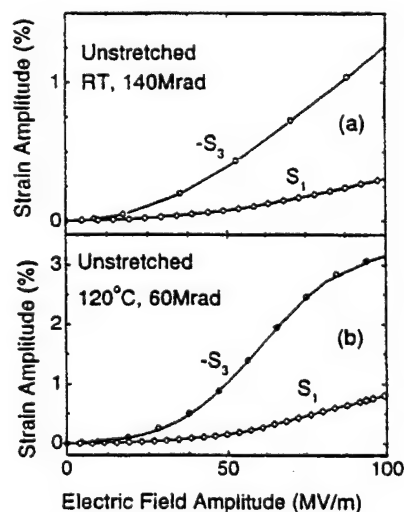 Strain Amplitude (%)
Unstretched
RT, 140Mrad
1
0
-S3
S1
(a)
Strain Amplitude (%)
Unstretched
120°C, 60Mrad
3
2
1
0
-S3
S1
(b)
0
50
100
Electric Field Amplitude (MV/m)